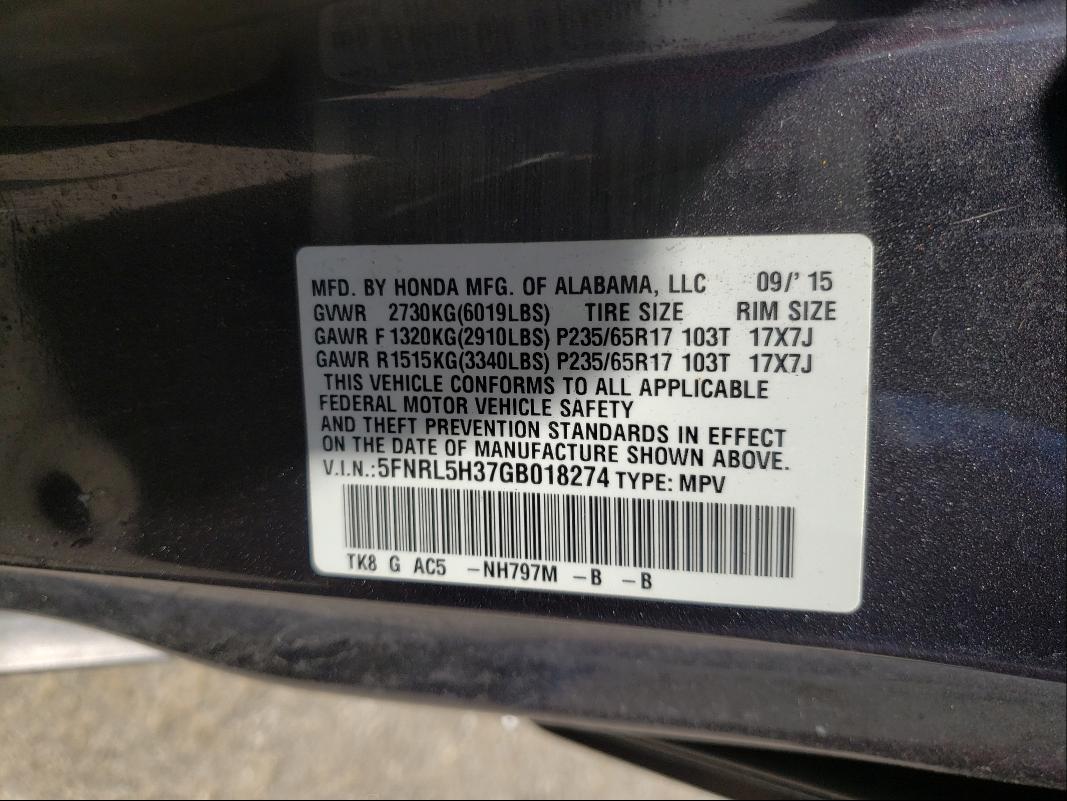 MFD. BY HONDA MFG. OF ALABAMA, LLC 09/' 15
GVWR 2730KG(6019LBS) TIRE SIZE RIM SIZE
GAWR F 1320KG(2910LBS) P235/65R17 103T 17X7J
GAWR R1515KG(3340LBS) P235/65R17 103T 17X7J
THIS VEHICLE CONFORMS TO ALL APPLICABLE
FEDERAL MOTOR VEHICLE SAFETY
AND THEFT PREVENTION STANDARDS IN EFFECT
ON THE DATE OF MANUFACTURE SHOWN ABOVE.
V.I.N.:5FNRL5H37GB018274 TYPE: MPV
TK8 G AC5 -NH797M -B -B